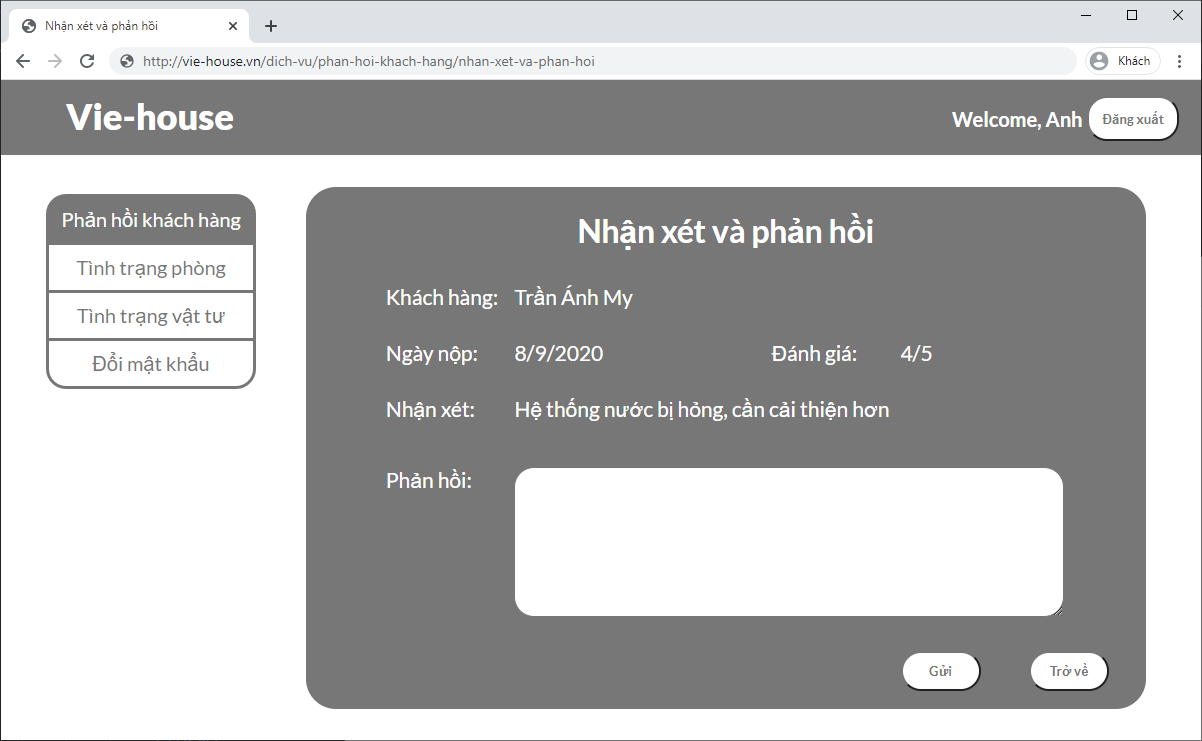 Nhận xét và phản hồi
http://vie-house.vn/dich-vu/phan-hoi-khach-hang/nhan-xet-va-phan-hoi
Khách
Vie-house
Welcome, Anh
Đăng xuất
Phản hồi khách hàng
Tình trạng phòng
Tình trạng vật tư
Đổi mật khẩu
Nhận xét và phản hồi
Khách hàng: Trần Ánh My
Ngày nộp: 8/9/2020 Đánh giá: 4/5
Nhận xét: Hệ thống nước bị hỏng, cần cải thiện hơn
Phản hồi:
Gửi
Trở về